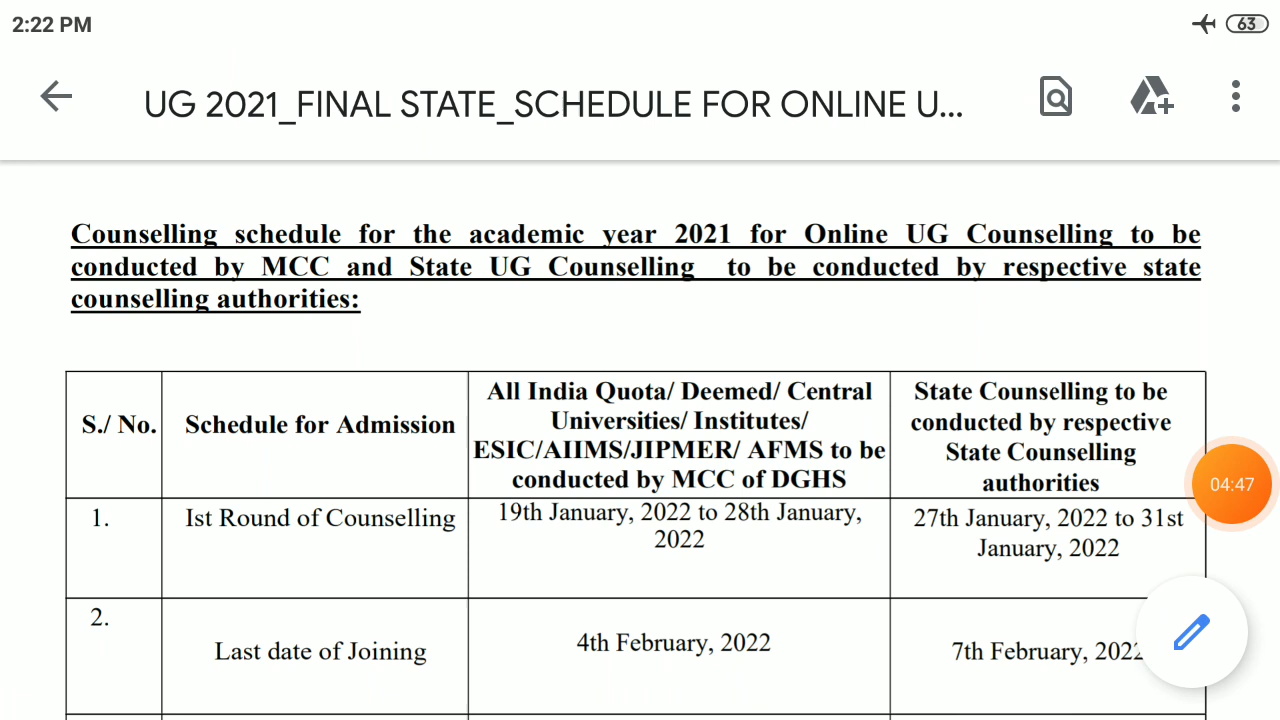 2:22 PM
63
UG 2021_FINAL STATE_SCHEDULE FOR ONLINE U...
Counselling schedule for the academic year 2021 for Online UG Counselling to be
conducted by MCC and State UG Counselling to be conducted by respective state
counselling authorities:
S./ No.
Schedule for Admission
All India Quota/ Deemed/ Central
Universities/ Institutes/
ESIC/AIIMS/JIPMER/ AFMS to be
conducted by MCC of DGHS
State Counselling to be
conducted by respective
State Counselling
authorities
04:47
1.
Ist Round of Counselling
19th January, 2022 to 28th January,
2022
27th January, 2022 to 31st
January, 2022
2.
Last date of Joining
4th February, 2022
7th February, 2022